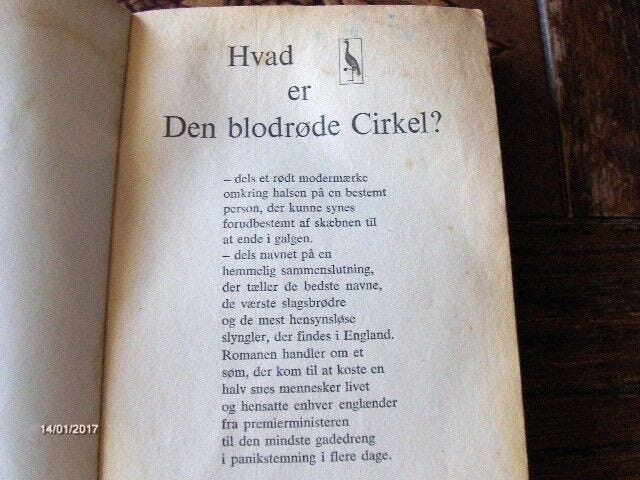 Hvad
er
Den blodrøde Cirkel?
– dels et rødt modermærke
omkring halsen på en bestemt
person, der kunne synes
forudbestemt af skæbnen til
at ende i galgen.
– dels navnet på en
hemmelig sammenslutning,
der tæller de bedste navne,
de værste slagsbrødre
og de mest hensynsløse
slyngler, der findes i England.
Romanen handler om et
søm, der kom til at koste en
halv snes mennesker livet
og hensatte enhver englænder
fra premierministeren
til den mindste gadedreng
i panikstemning i flere dage.
14/01/2017